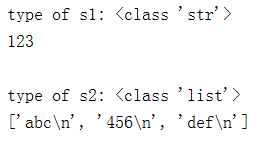 type of s1: <class 'str'>
123

type of s2: <class 'list'>
['abc\n', '456\n', 'def\n']